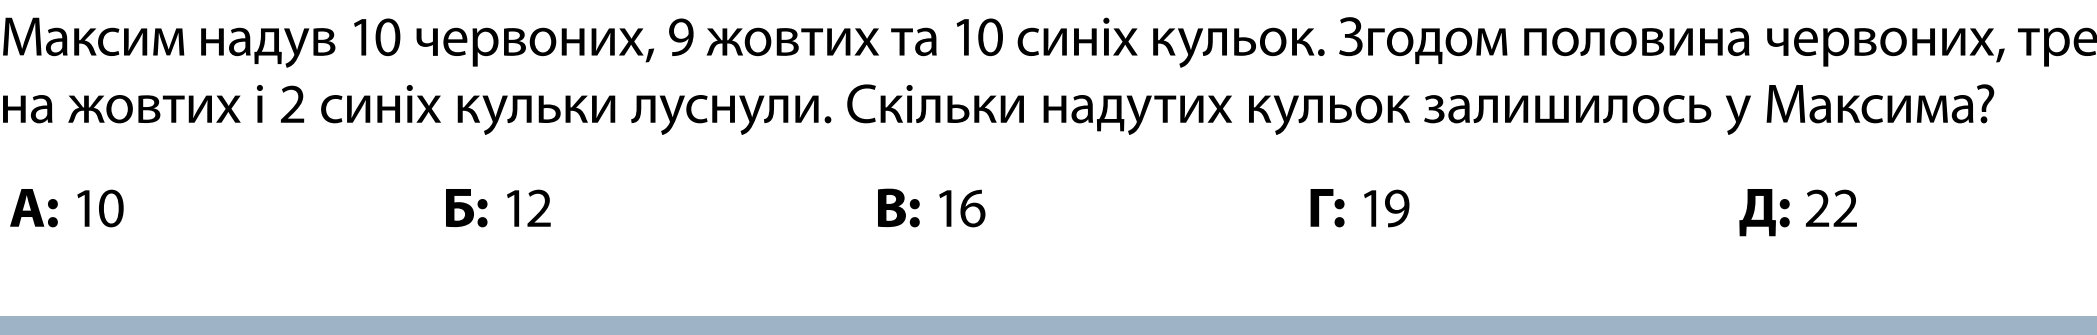 Максим надув 10 червоних, 9 жовтих та 10 синіх кульок. Згодом половина червоних, тре
на жовтих і 2 синіх кульки луснули. Скільки надутих кульок залишилось у Максима?
А: 10 Б: 12 В: 16 Г: 19 Д: 22